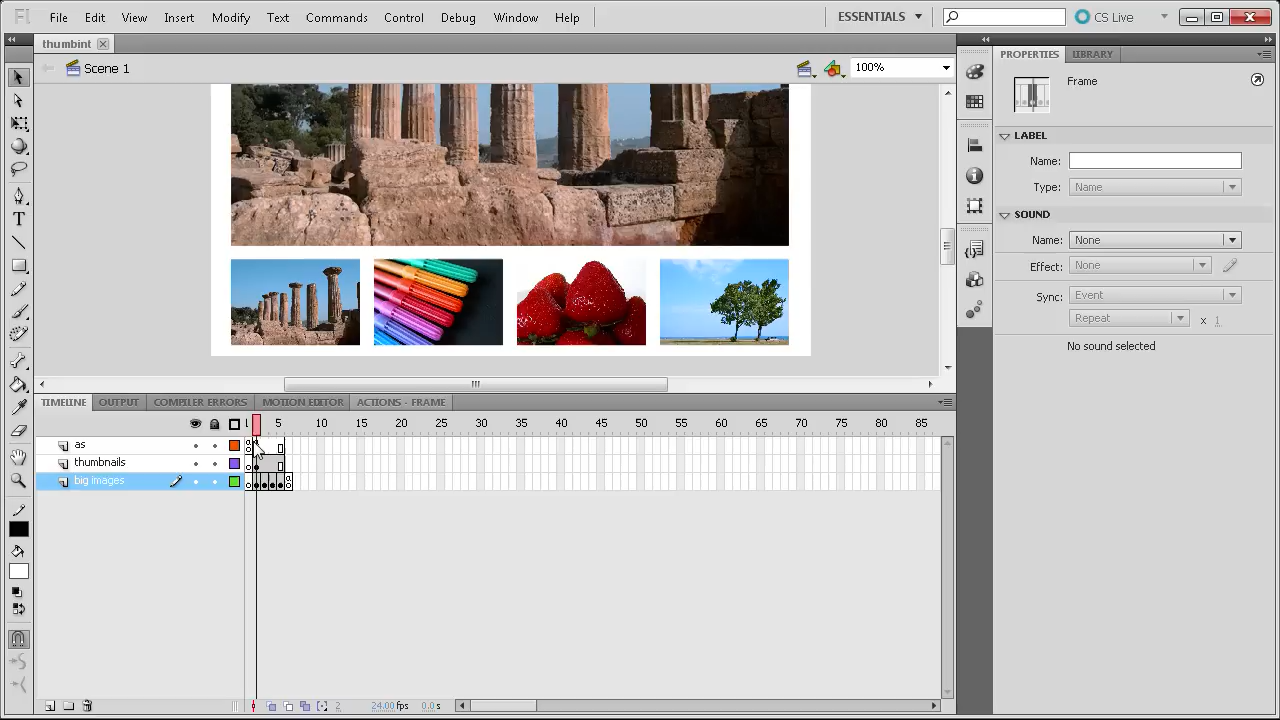 Fl File Edit View Insert Modify Text Commands Control Debug Window Help ESSENTIALS CS Live
thumbint
Scene 1 100%
PROPERTIES LIBRARY
Frame
LABEL
Name:
Type: Name
SOUND
Name: None
Effect: None
Sync: Event
Repeat x 1
No sound selected
TIMELINE OUTPUT COMPILER ERRORS MOTION EDITOR ACTIONS - FRAME
5 10 15 20 25 30 35 40 45 50 55 60 65 70 75 80 85
as
thumbnails
big images
2 24.00 fps 0.0 s